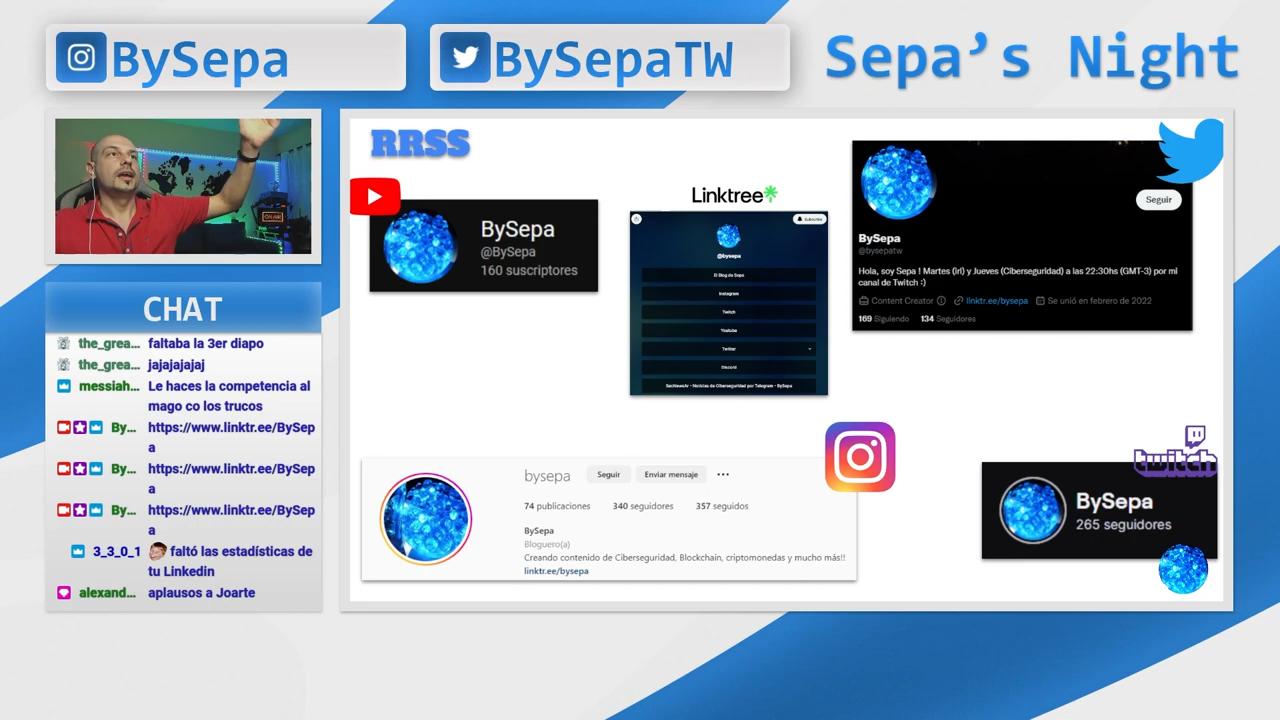 BySepa
BySepaTW
Sepa's Night
ON AIR
CHAT
the_grea... faltaba la 3er diapo
the_grea... jajajajajaj
messiah... Le haces la competencia al
mago co los trucos
By... https://www.linktr.ee/BySep
a
By... https://www.linktr.ee/BySep
a
By... https://www.linktr.ee/BySep
a
3_3_0_1 faltó las estadísticas de
tu Linkedin
alexand... aplausos a Joarte
RRSS
BySepa
@BySepa
160 suscriptores
Linktree
Subscribe
@bysepa
El Blog de Sepa
Instagram
Twitch
Youtube
Twitter
Discord
SecNewsAr - Noticias de Ciberseguridad por Telegram - BySepa
Seguir
BySepa
@bysepatw
Hola, soy Sepa ! Martes (irl) y Jueves (Ciberseguridad) a las 22:30hs (GMT-3) por mi
canal de Twitch :)
Content Creator linktr.ee/bysepa Se unió en febrero de 2022
169 Siguiendo 134 Seguidores
bysepa Seguir Enviar mensaje
74 publicaciones 340 seguidores 357 seguidos
BySepa
Bloguero(a)
Creando contenido de Ciberseguridad, Blockchain, criptomonedas y mucho más!!
linktr.ee/bysepa
twitch
BySepa
265 seguidores